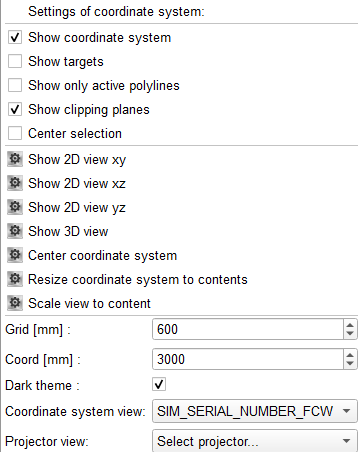 Settings of coordinate system:
Show coordinate system
Show targets
Show only active polylines
Show clipping planes
Center selection
Show 2D view xy
Show 2D view xz
Show 2D view yz
Show 3D view
Center coordinate system
Resize coordinate system to contents
Scale view to content
Grid [mm] : 600
Coord [mm] : 3000
Dark theme :
Coordinate system view: SIM_SERIAL_NUMBER_FCW
Projector view: Select projector...